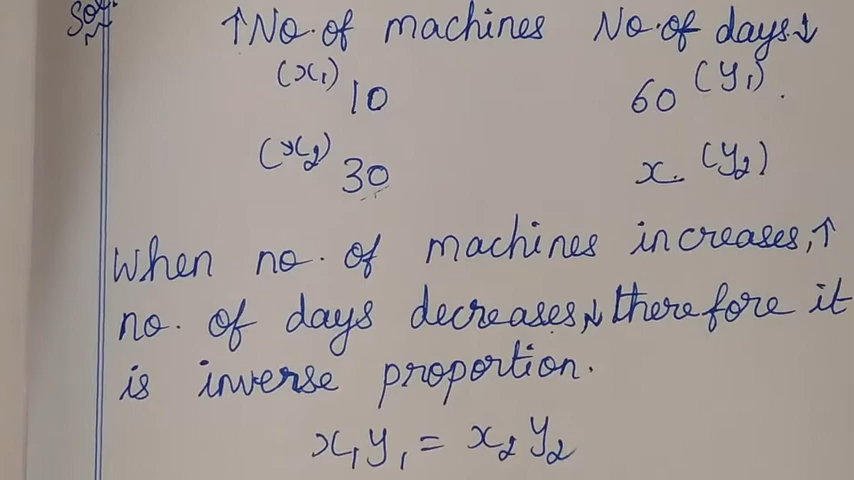 Sol
↑No. of machines No. of days↓
(x₁) 10 60 (y₁)
(x₂) 30 x. (y₂)
When no. of machines increases,↑
no. of days decreases↓ therefore it
is inverse proportion.
x₁y₁ = x₂y₂